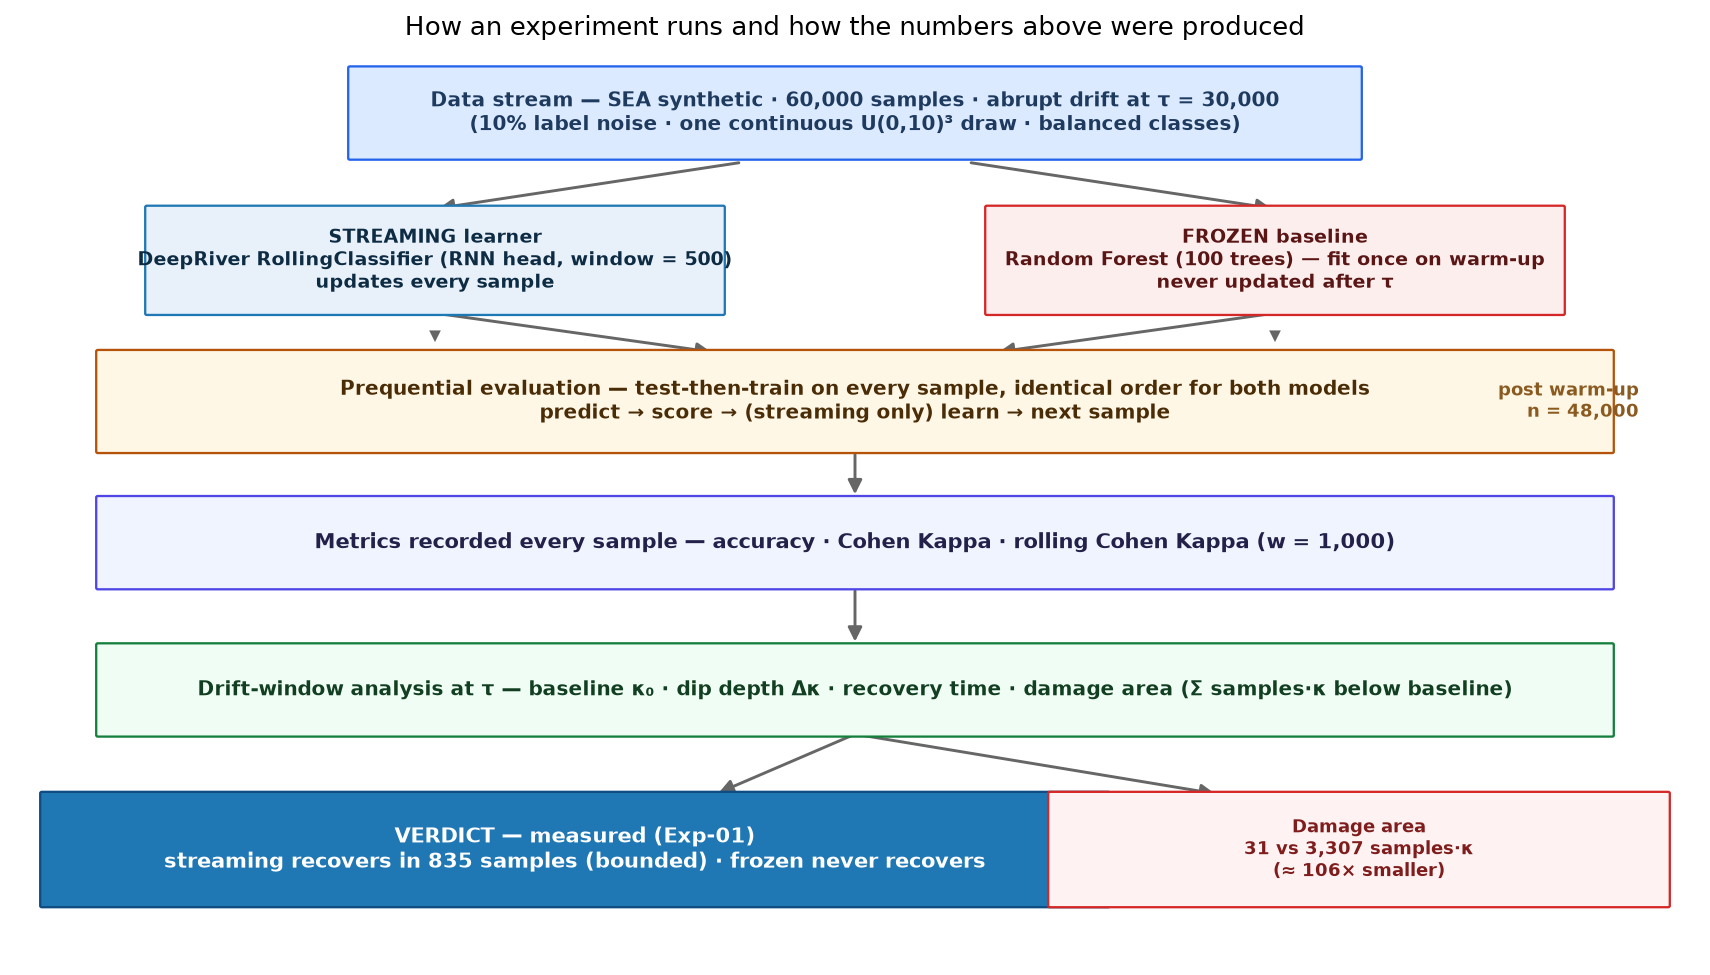 How an experiment runs and how the numbers above were produced
Data stream — SEA synthetic · 60,000 samples · abrupt drift at τ = 30,000
(10% label noise · one continuous U(0,10)³ draw · balanced classes)
STREAMING learner
DeepRiver RollingClassifier (RNN head, window = 500)
updates every sample
FROZEN baseline
Random Forest (100 trees) — fit once on warm-up
never updated after τ
Prequential evaluation — test-then-train on every sample, identical order for both models
predict → score → (streaming only) learn → next sample
post warm-up
n = 48,000
Metrics recorded every sample — accuracy · Cohen Kappa · rolling Cohen Kappa (w = 1,000)
Drift-window analysis at τ — baseline κ₀ · dip depth Δκ · recovery time · damage area (Σ samples·κ below baseline)
VERDICT — measured (Exp-01)
streaming recovers in 835 samples (bounded) · frozen never recovers
Damage area
31 vs 3,307 samples·κ
(≈ 106× smaller)